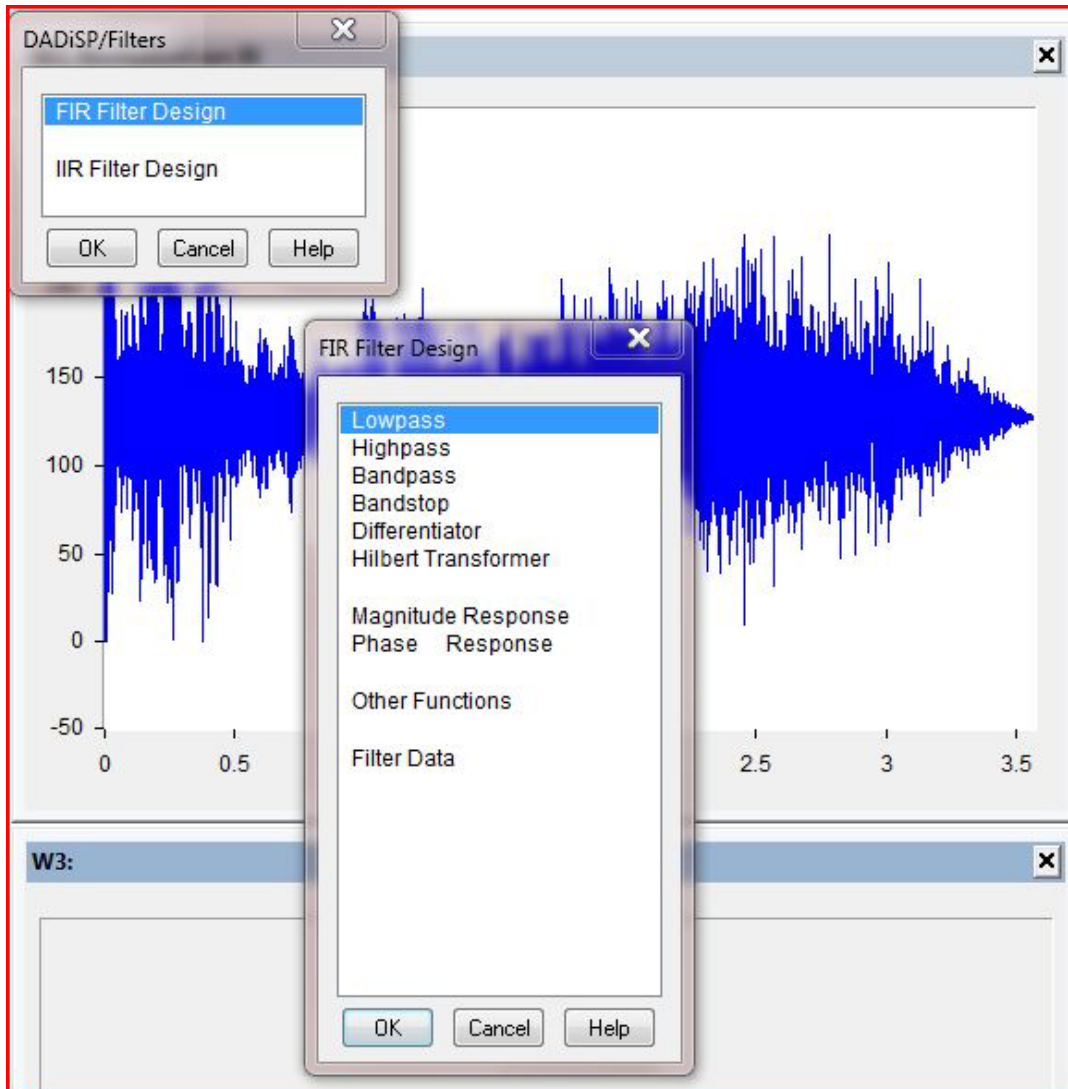 DADiSP/Filters
FIR Filter Design
IIR Filter Design
OK Cancel Help
FIR Filter Design
Lowpass
Highpass
Bandpass
Bandstop
Differentiator
Hilbert Transformer
Magnitude Response
Phase Response
Other Functions
Filter Data
OK Cancel Help
150
100
50
0
-50
0 0.5 2.5 3 3.5
W3: